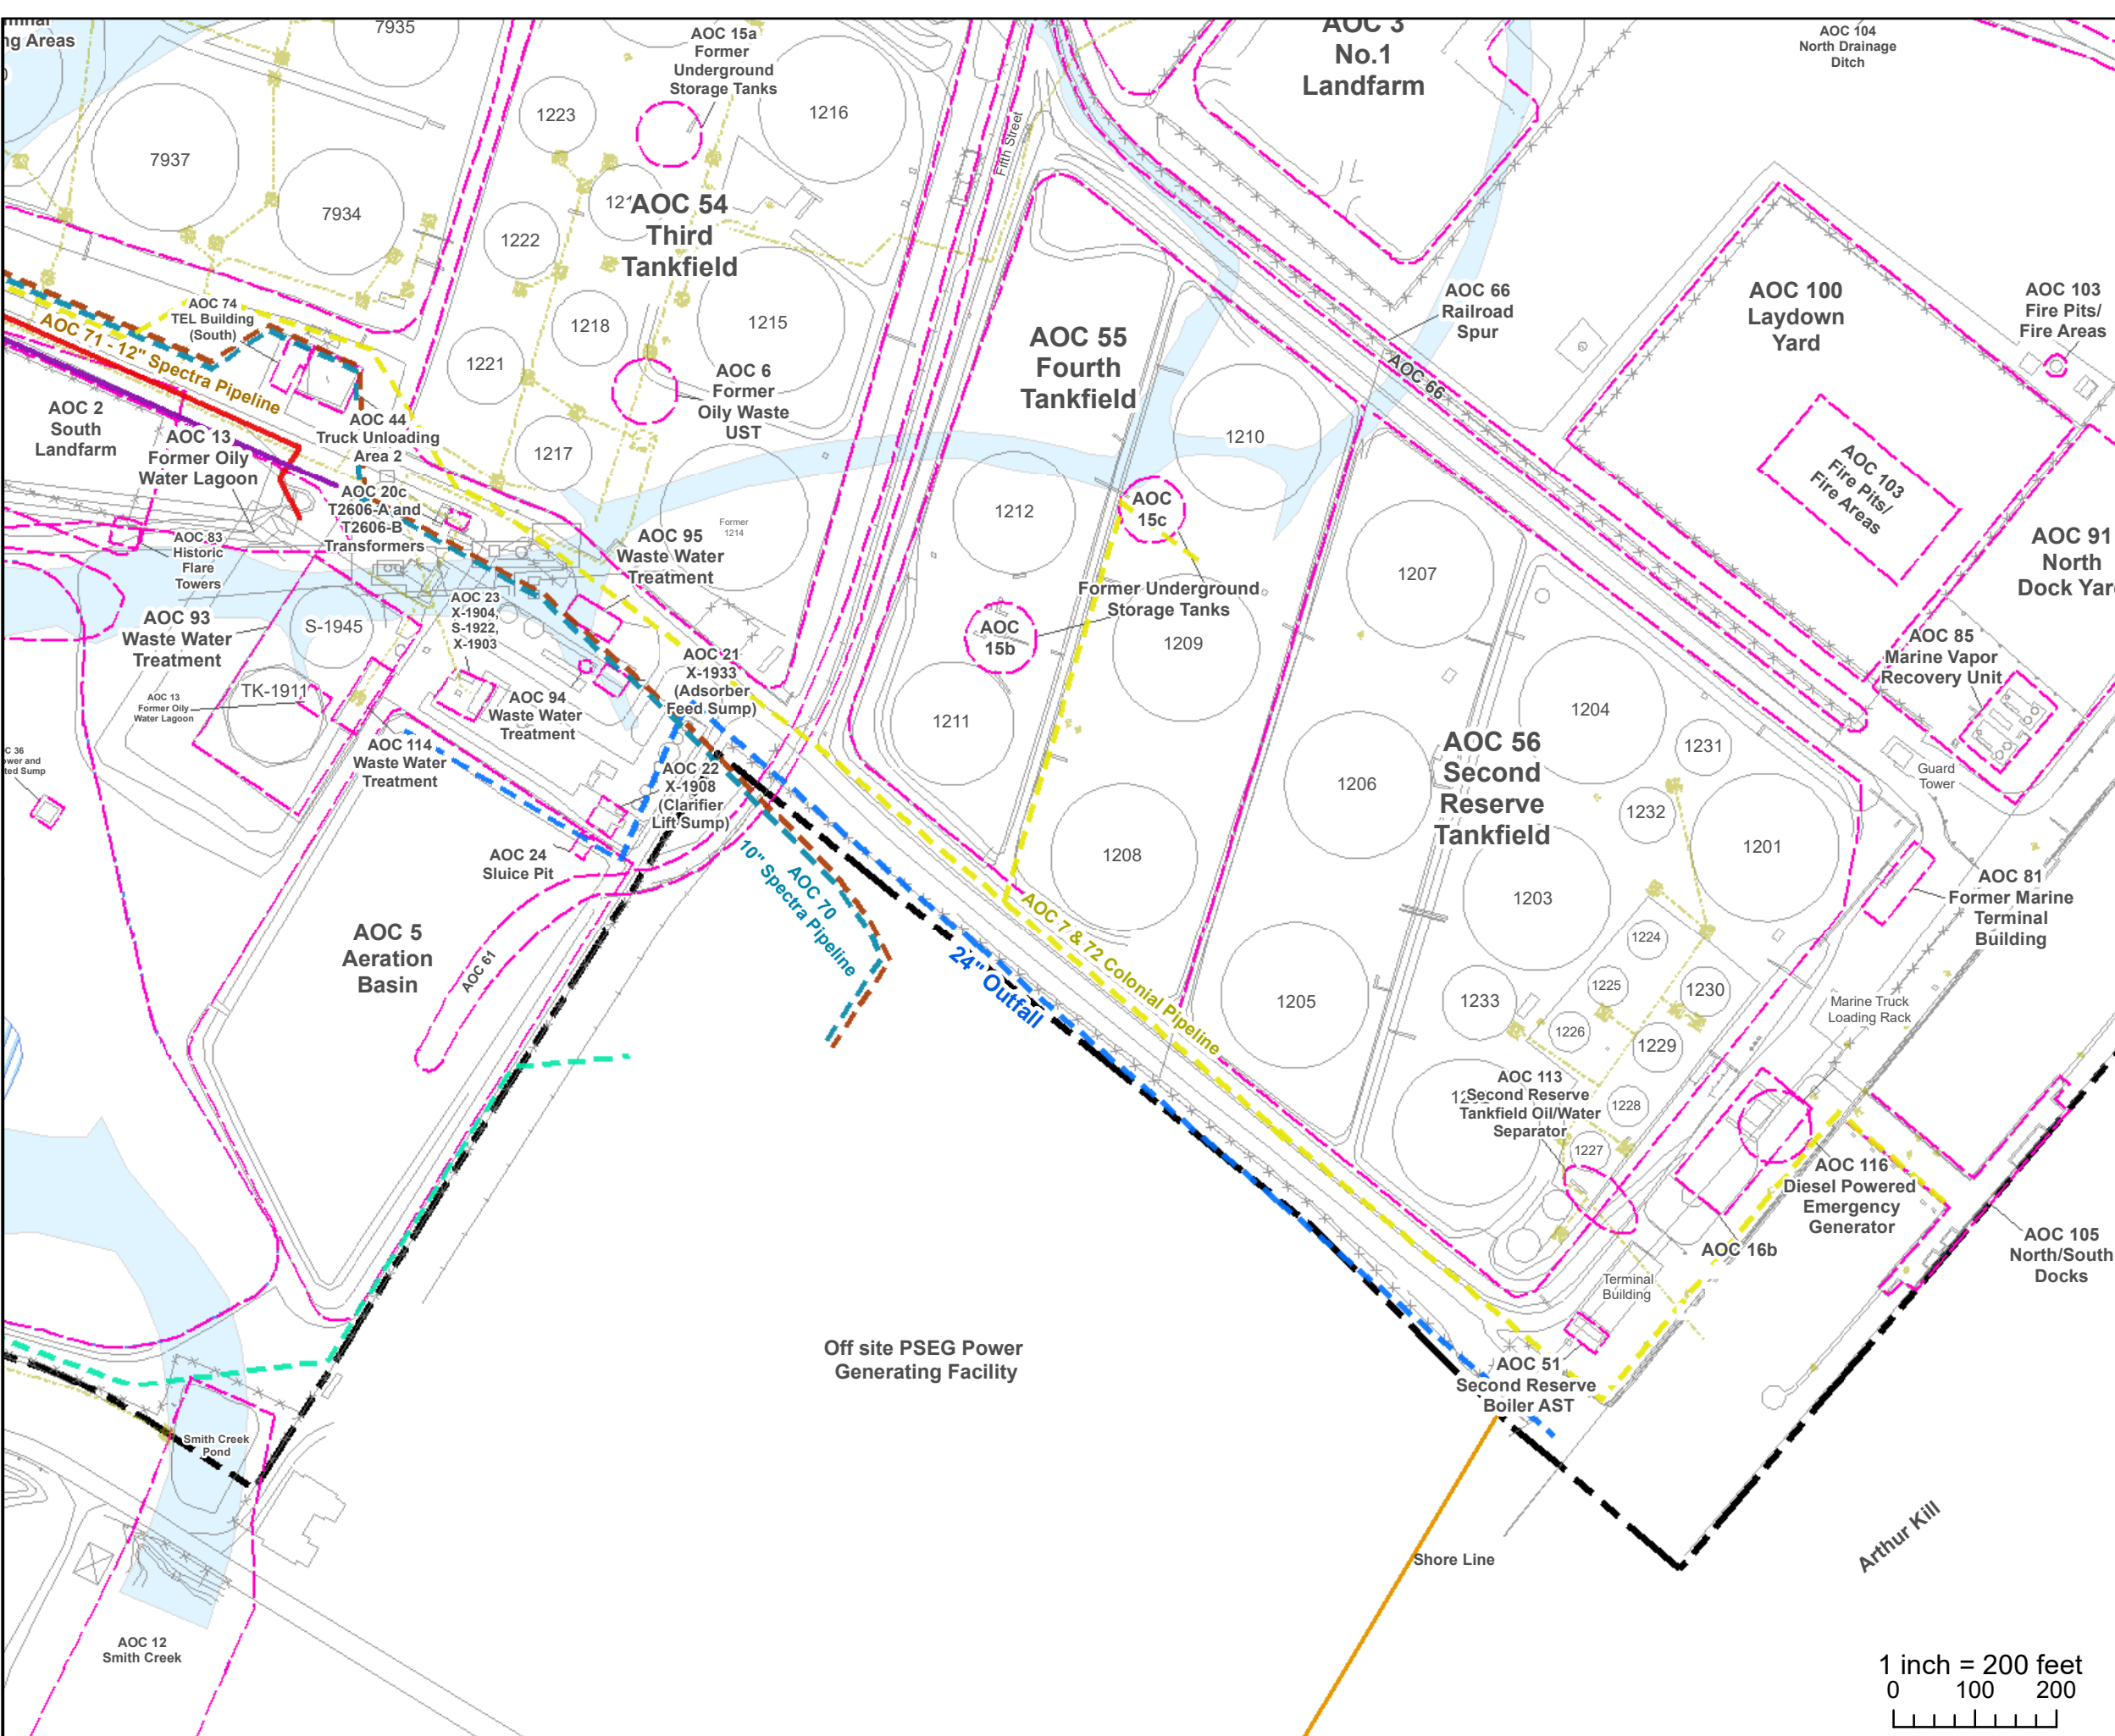 ng Areas
7935
AOC 15a
Former
Underground
Storage Tanks
AOC 3
No.1
Landfarm
AOC 104
North Drainage
Ditch
1223
1216
7937
7934
Fifth Street
AOC 54
Third
Tankfield
1222
1218
1215
1221
1217
AOC 74
TEL Building
(South)
AOC 71 - 12" Spectra Pipeline
AOC 6
Former
Oily Waste
UST
AOC 55
Fourth
Tankfield
AOC 66
Railroad
Spur
AOC 66
AOC 100
Laydown
Yard
AOC 103
Fire Pits/
Fire Areas
AOC 103
Fire Pits/
Fire Areas
AOC 2
South
Landfarm
AOC 13
Former Oily
Water Lagoon
AOC 44
Truck Unloading
Area 2
AOC 20c
T2606-A and
T2606-B
Transformers
AOC 83
Historic
Flare
Towers
Former
1214
AOC 95
Waste Water
Treatment
1210
1212
AOC
15c
Former Underground
Storage Tanks
AOC
15b
1209
1207
1211
1208
AOC 91
North
Dock Yar
AOC 85
Marine Vapor
Recovery Unit
AOC 93
Waste Water
Treatment
S-1945
AOC 23
X-1904,
S-1922,
X-1903
AOC 21
X-1933
(Adsorber
Feed Sump)
AOC 94
Waste Water
Treatment
TK-1911
AOC 13
Former Oily
Water Lagoon
AOC 114
Waste Water
Treatment
AOC 22
X-1908
(Clarifier
Lift Sump)
AOC 24
Sluice Pit
C 36
ower and
ted Sump
AOC 5
Aeration
Basin
AOC 61
AOC 70
10" Spectra Pipeline
24" Outfall
AOC 7 & 72 Colonial Pipeline
1206
1205
AOC 56
Second
Reserve
Tankfield
1204
1231
1232
1201
1203
1224
1225
1230
1233
1226
1229
1228
1227
Guard
Tower
AOC 81
Former Marine
Terminal
Building
Marine Truck
Loading Rack
AOC 113
Second Reserve
Tankfield Oil/Water
Separator
AOC 116
Diesel Powered
Emergency
Generator
AOC 16b
AOC 105
North/South
Docks
Terminal
Building
AOC 51
Second Reserve
Boiler AST
Off site PSEG Power
Generating Facility
Smith Creek
Pond
AOC 12
Smith Creek
Shore Line
Arthur Kill
1 inch = 200 feet
0 100 200